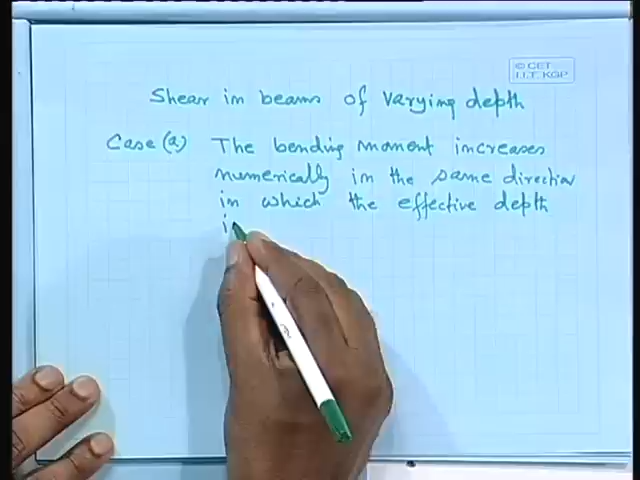 © CET
I.I.T. KGP
Shear in beams of varying depth
Case (a) The bending moment increases
numerically in the same direction
in which the effective depth